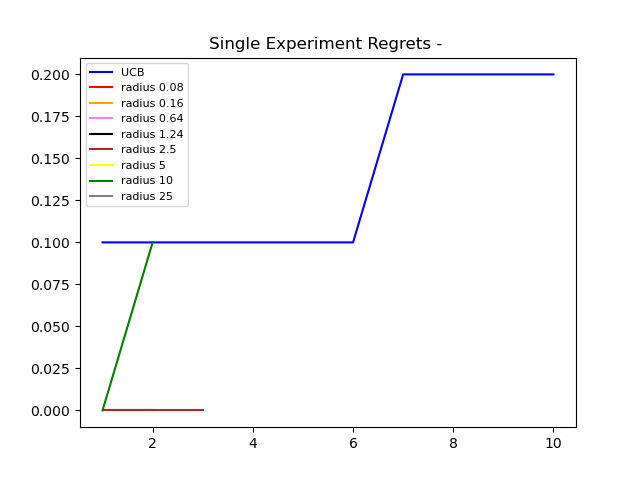 Single Experiment Regrets -
0.200
0.175
0.150
0.125
0.100
0.075
0.050
0.025
0.000
UCB
radius 0.08
radius 0.16
radius 0.64
radius 1.24
radius 2.5
radius 5
radius 10
radius 25
2 4 6 8 10